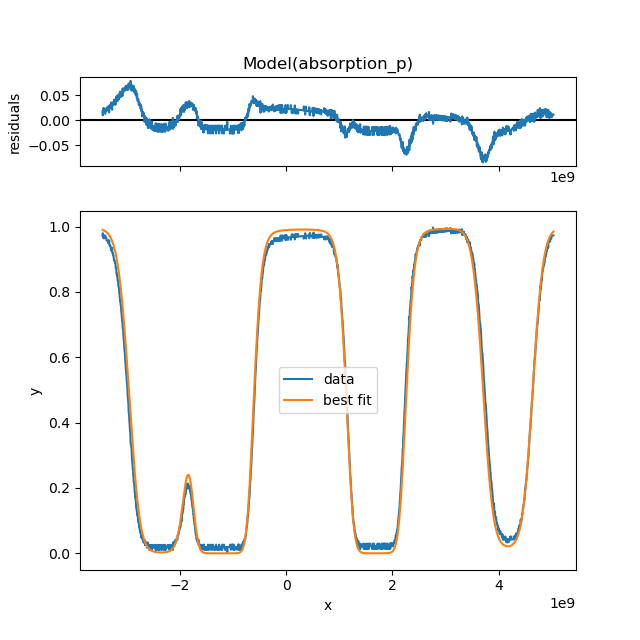 Model(absorption_p)
residuals
0.05
0.00
−0.05
1e9
y
1.0
0.8
0.6
0.4
0.2
0.0
data
best fit
−2
0
2
4
x
1e9